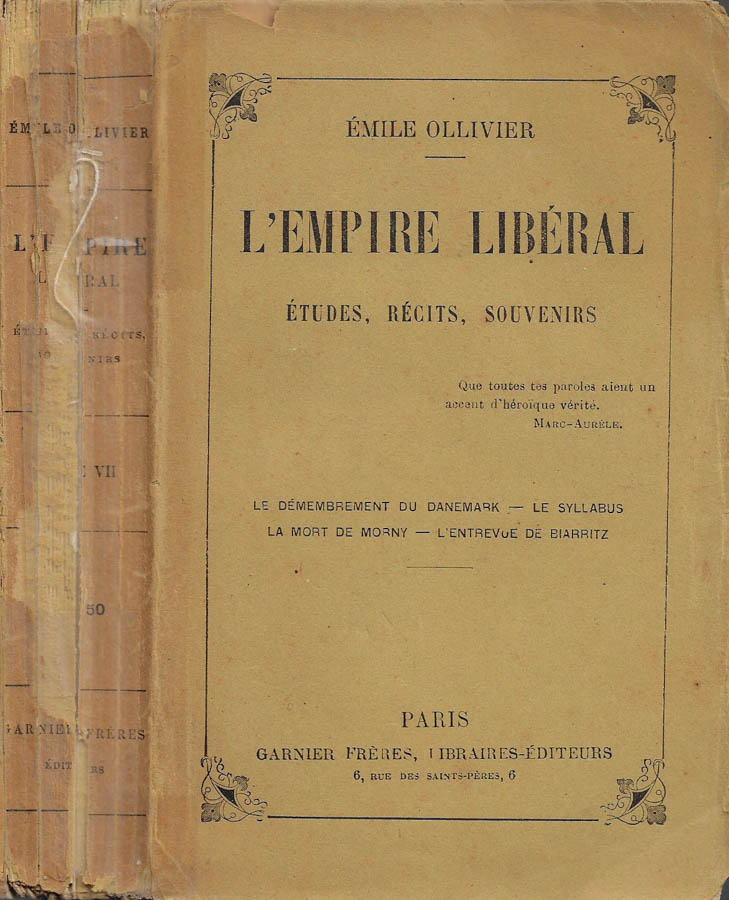 ÉMILE OLLIVIER
L'EMPIRE LIBÉRAL
ÉTUDES, RÉCITS, SOUVENIRS
Que toutes tes paroles aient un
accent d'héroïque vérité.
MARC-AURÈLE.
LE DÉMEMBREMENT DU DANEMARK — LE SYLLABUS
LA MORT DE MORNY — L'ENTREVUE DE BIARRITZ
PARIS
GARNIER FRÈRES, LIBRAIRES-ÉDITEURS
6, RUE DES SAINTS-PÈRES, 6
OLLIVIER
RÉCITS,
VII
50
GARNIER FRÈRES